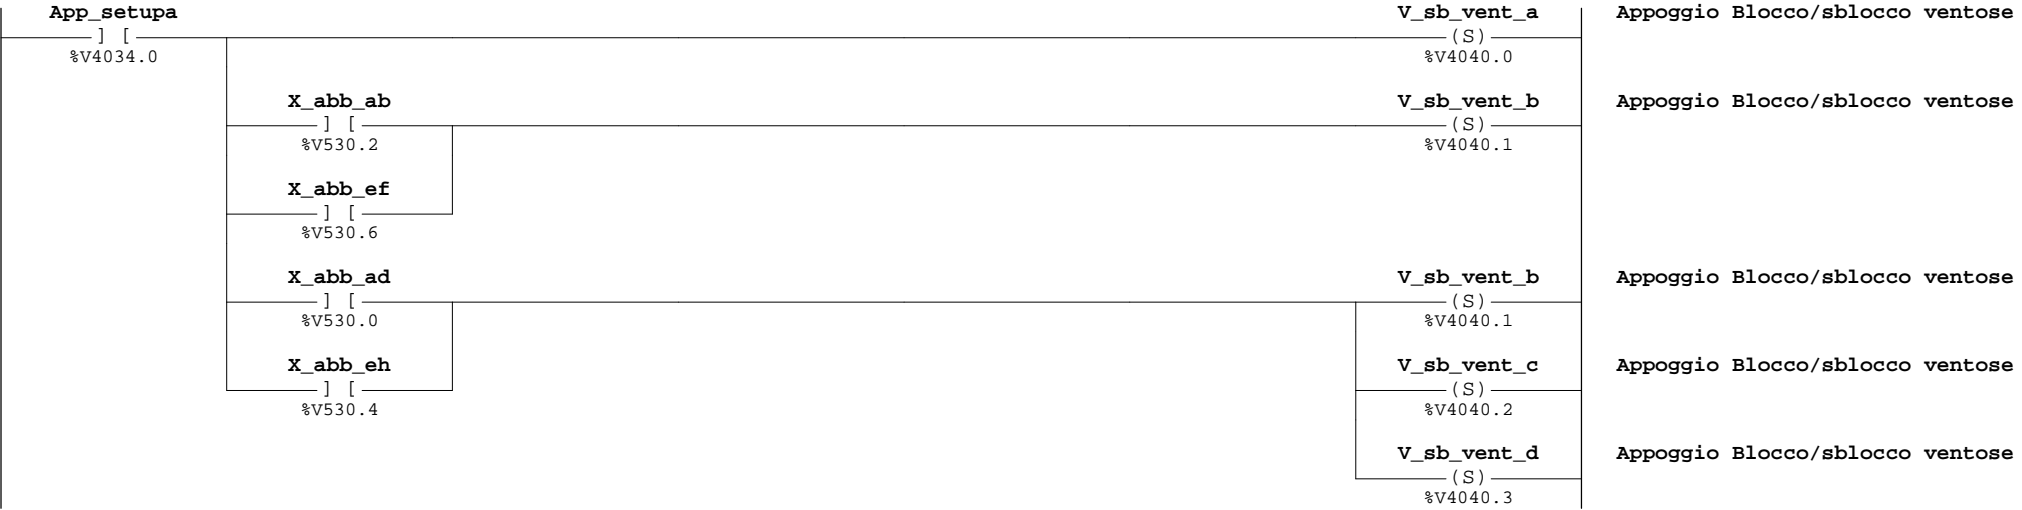 App_setupa V_sb_vent_a Appoggio Blocco/sblocco ventose
] [ (S)
%V4034.0 %V4040.0
X_abb_ab V_sb_vent_b Appoggio Blocco/sblocco ventose
] [ (S)
%V530.2 %V4040.1
X_abb_ef
] [
%V530.6
X_abb_ad V_sb_vent_b Appoggio Blocco/sblocco ventose
] [ (S)
%V530.0 %V4040.1
X_abb_eh V_sb_vent_c Appoggio Blocco/sblocco ventose
] [ (S)
%V530.4 %V4040.2
V_sb_vent_d Appoggio Blocco/sblocco ventose
(S)
%V4040.3